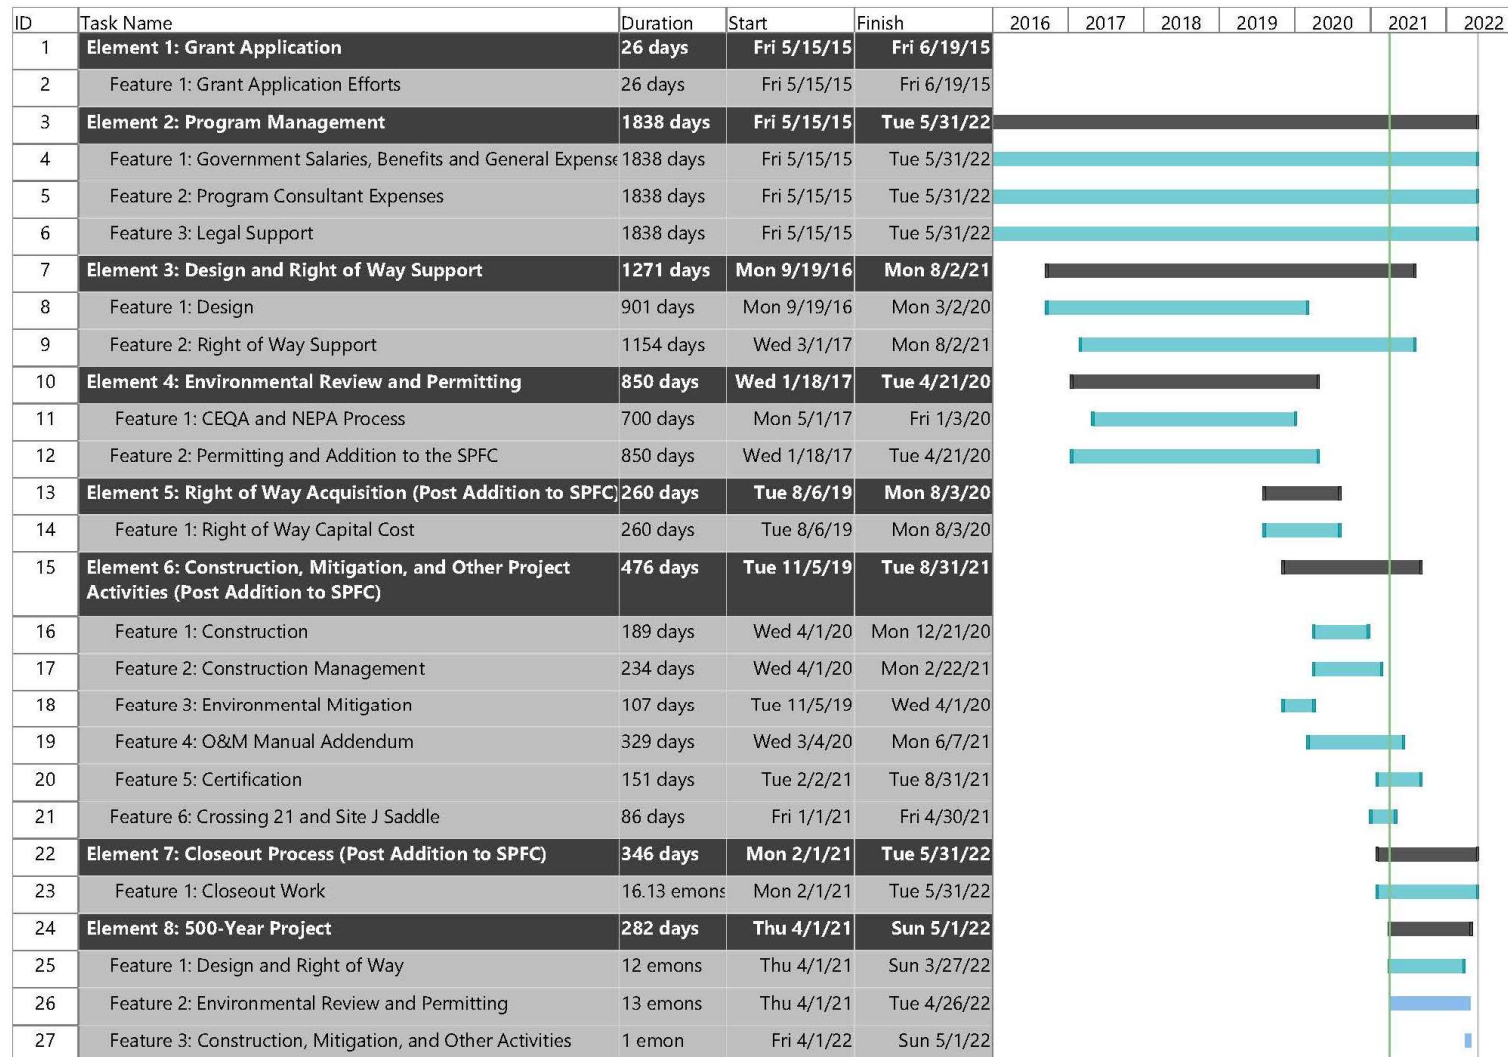 ID Task Name Duration Start Finish 2016 2017 2018 2019 2020 2021 2022
1 Element 1: Grant Application 26 days Fri 5/15/15 Fri 6/19/15
2 Feature 1: Grant Application Efforts 26 days Fri 5/15/15 Fri 6/19/15
3 Element 2: Program Management 1838 days Fri 5/15/15 Tue 5/31/22
4 Feature 1: Government Salaries, Benefits and General Expense 1838 days Fri 5/15/15 Tue 5/31/22
5 Feature 2: Program Consultant Expenses 1838 days Fri 5/15/15 Tue 5/31/22
6 Feature 3: Legal Support 1838 days Fri 5/15/15 Tue 5/31/22
7 Element 3: Design and Right of Way Support 1271 days Mon 9/19/16 Mon 8/2/21
8 Feature 1: Design 901 days Mon 9/19/16 Mon 3/2/20
9 Feature 2: Right of Way Support 1154 days Wed 3/1/17 Mon 8/2/21
10 Element 4: Environmental Review and Permitting 850 days Wed 1/18/17 Tue 4/21/20
11 Feature 1: CEQA and NEPA Process 700 days Mon 5/1/17 Fri 1/3/20
12 Feature 2: Permitting and Addition to the SPFC 850 days Wed 1/18/17 Tue 4/21/20
13 Element 5: Right of Way Acquisition (Post Addition to SPFC) 260 days Tue 8/6/19 Mon 8/3/20
14 Feature 1: Right of Way Capital Cost 260 days Tue 8/6/19 Mon 8/3/20
15 Element 6: Construction, Mitigation, and Other Project 476 days Tue 11/5/19 Tue 8/31/21
Activities (Post Addition to SPFC)
16 Feature 1: Construction 189 days Wed 4/1/20 Mon 12/21/20
17 Feature 2: Construction Management 234 days Wed 4/1/20 Mon 2/22/21
18 Feature 3: Environmental Mitigation 107 days Tue 11/5/19 Wed 4/1/20
19 Feature 4: O&M Manual Addendum 329 days Wed 3/4/20 Mon 6/7/21
20 Feature 5: Certification 151 days Tue 2/2/21 Tue 8/31/21
21 Feature 6: Crossing 21 and Site J Saddle 86 days Fri 1/1/21 Fri 4/30/21
22 Element 7: Closeout Process (Post Addition to SPFC) 346 days Mon 2/1/21 Tue 5/31/22
23 Feature 1: Closeout Work 16.13 emons Mon 2/1/21 Tue 5/31/22
24 Element 8: 500-Year Project 282 days Thu 4/1/21 Sun 5/1/22
25 Feature 1: Design and Right of Way 12 emons Thu 4/1/21 Sun 3/27/22
26 Feature 2: Environmental Review and Permitting 13 emons Thu 4/1/21 Tue 4/26/22
27 Feature 3: Construction, Mitigation, and Other Activities 1 emon Fri 4/1/22 Sun 5/1/22